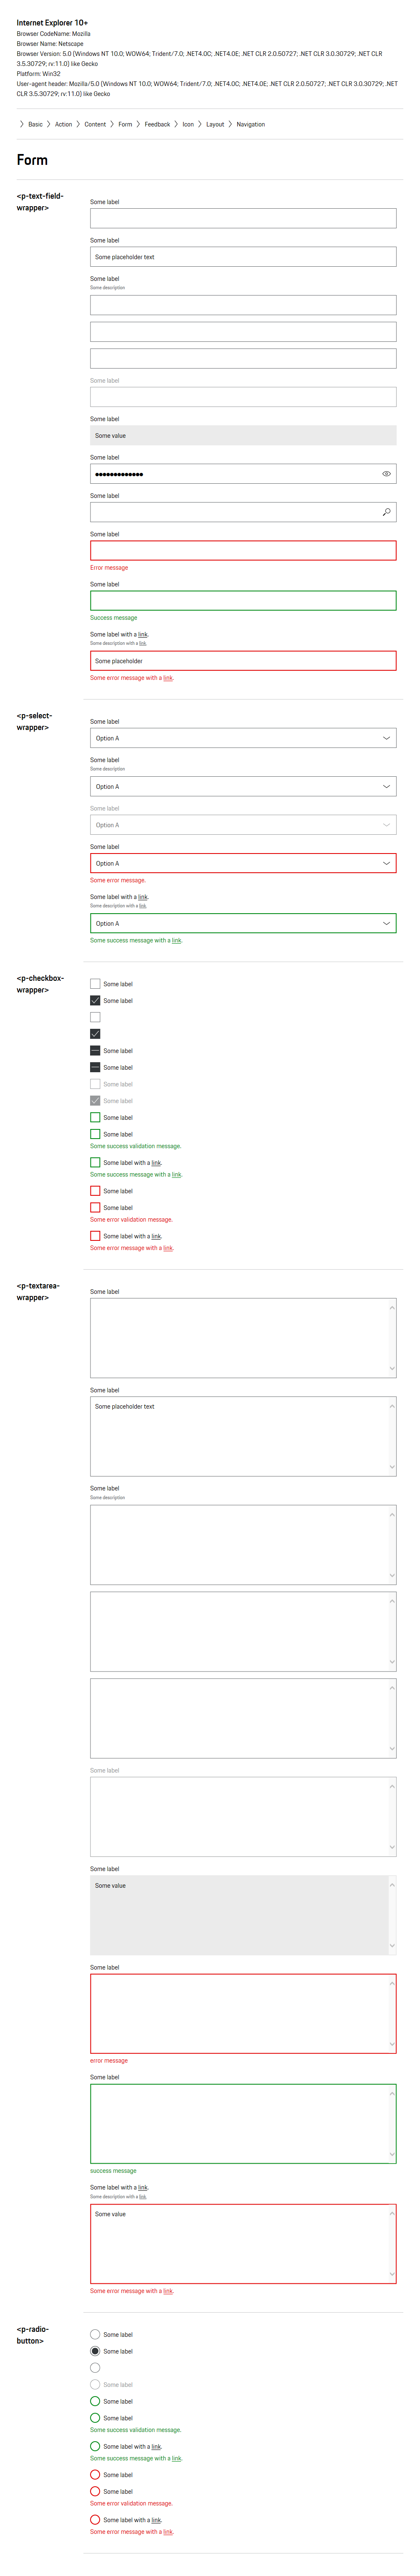 Internet Explorer 10+
Browser CodeName: Mozilla
Browser Name: Netscape
Browser Version: 5.0 (Windows NT 10.0; WOW64; Trident/7.0; .NET4.0C; .NET4.0E; .NET CLR 2.0.50727; .NET CLR 3.0.30729; .NET CLR
3.5.30729; rv:11.0) like Gecko
Platform: Win32
User-agent header: Mozilla/5.0 (Windows NT 10.0; WOW64; Trident/7.0; .NET4.0C; .NET4.0E; .NET CLR 2.0.50727; .NET CLR 3.0.30729; .NET
CLR 3.5.30729; rv:11.0) like Gecko
Basic Action Content Form Feedback Icon Layout Navigation
Form
<p-text-field-
wrapper>
Some label
Some label
Some placeholder text
Some label
Some description
Some label
Some label
Some value
Some label
Some label
Some label
Error message
Some label
Success message
Some label with a link.
Some description with a link.
Some placeholder
Some error message with a link.
<p-select-
wrapper>
Some label
Option A
Some label
Some description
Option A
Some label
Option A
Some label
Option A
Some error message.
Some label with a link.
Some description with a link.
Option A
Some success message with a link.
<p-checkbox-
wrapper>
Some label
Some label
Some label
Some label
Some label
Some label
Some label
Some label
Some success validation message.
Some label with a link.
Some success message with a link.
Some label
Some label
Some error validation message.
Some label with a link.
Some error message with a link.
<p-textarea-
wrapper>
Some label
Some label
Some placeholder text
Some label
Some description
Some label
Some label
Some value
Some label
error message
Some label
success message
Some label with a link.
Some description with a link.
Some value
Some error message with a link.
<p-radio-
button>
Some label
Some label
Some label
Some label
Some label
Some success validation message.
Some label with a link.
Some success message with a link.
Some label
Some label
Some error validation message.
Some label with a link.
Some error message with a link.